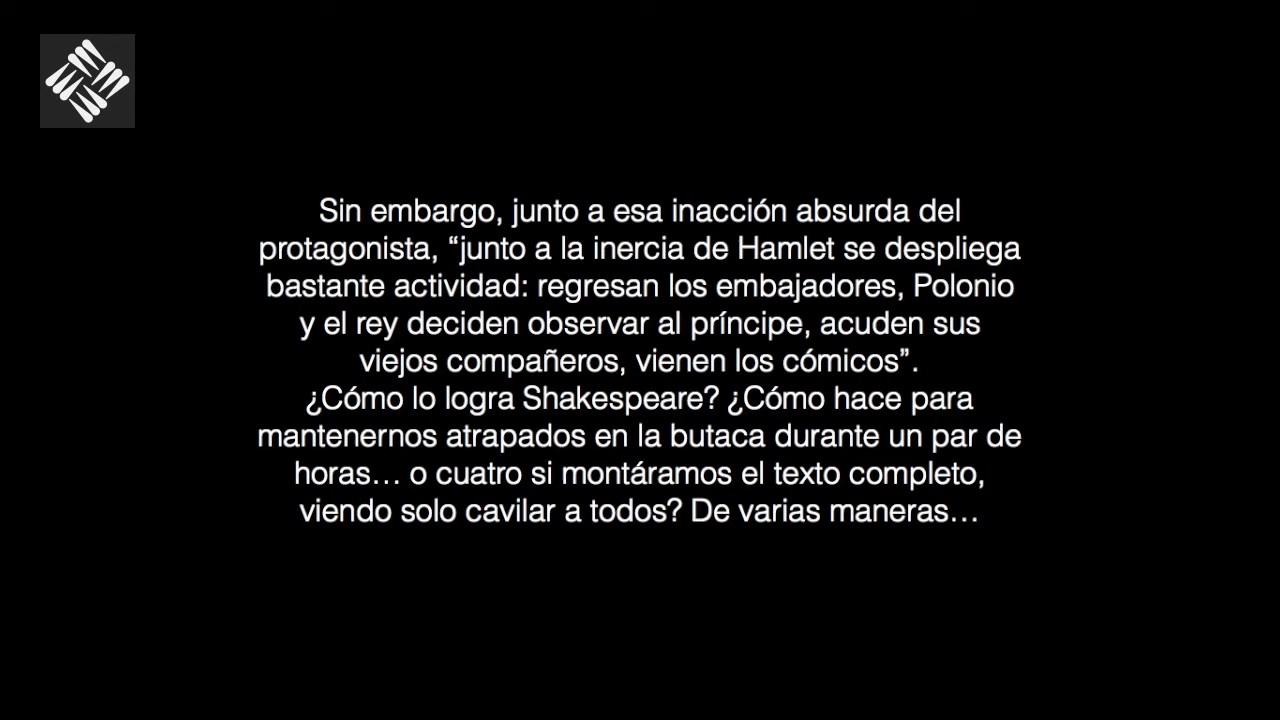 Sin embargo, junto a esa inacción absurda del
protagonista, “junto a la inercia de Hamlet se despliega
bastante actividad: regresan los embajadores, Polonio
y el rey deciden observar al príncipe, acuden sus
viejos compañeros, vienen los cómicos”.
¿Cómo lo logra Shakespeare? ¿Cómo hace para
mantenernos atrapados en la butaca durante un par de
horas… o cuatro si montáramos el texto completo,
viendo solo cavilar a todos? De varias maneras…